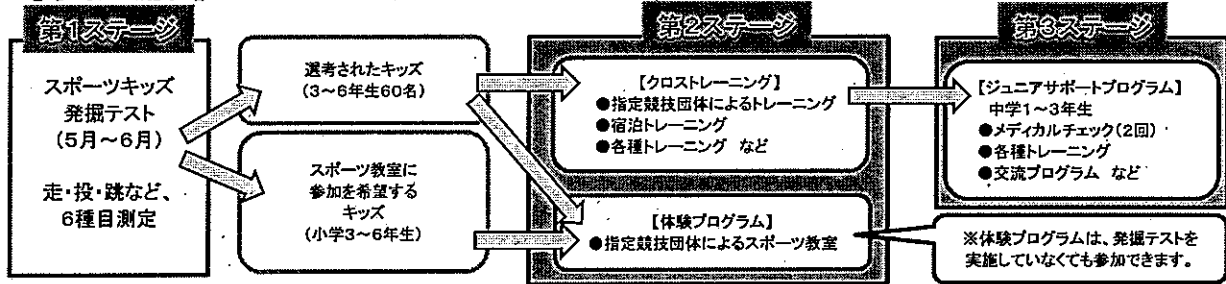 第1ステージ
スポーツキッズ
発掘テスト
(5月～6月)
走・投・跳など、
6種目測定
選考されたキッズ
(3～6年生60名)
スポーツ教室に
参加を希望する
キッズ
(小学3～6年生)
第2ステージ
【クロストレーニング】
●指定競技団体によるトレーニング
●宿泊トレーニング
●各種トレーニング など
【体験プログラム】
●指定競技団体によるスポーツ教室
第3ステージ
【ジュニアサポートプログラム】
中学1～3年生
●メディカルチェック(2回)
●各種トレーニング
●交流プログラム など
※体験プログラムは、発掘テストを
実施していなくても参加できます。